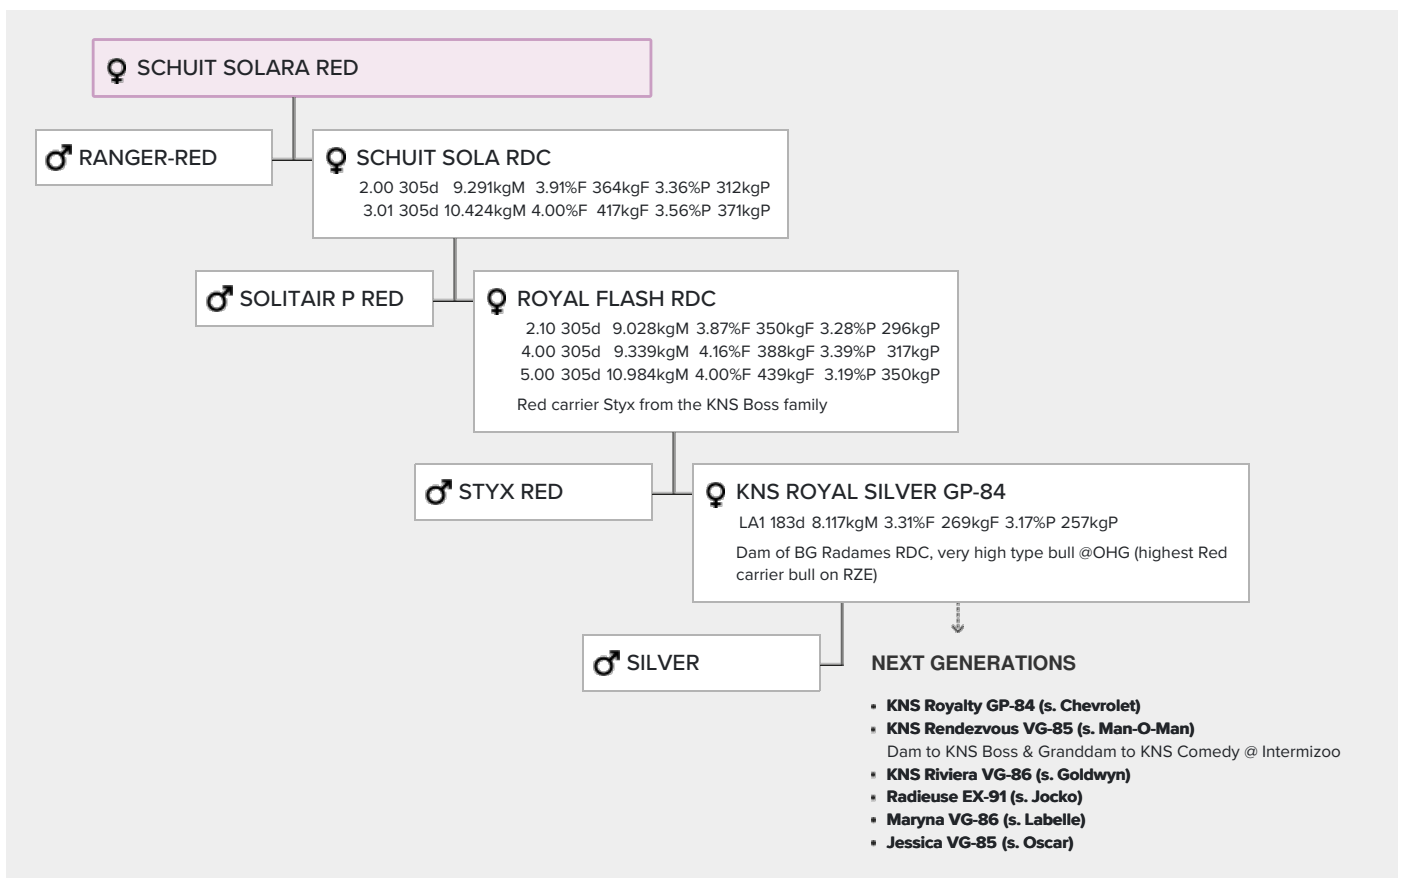 SCHUIT SOLARA RED
RANGER-RED
SCHUIT SOLA RDC
2.00 305d 9.291kgM 3.91%F 364kgF 3.36%P 312kgP
3.01 305d 10.424kgM 4.00%F 417kgF 3.56%P 371kgP
SOLITAIR P RED
ROYAL FLASH RDC
2.10 305d 9.028kgM 3.87%F 350kgF 3.28%P 296kgP
4.00 305d 9.339kgM 4.16%F 388kgF 3.39%P 317kgP
5.00 305d 10.984kgM 4.00%F 439kgF 3.19%P 350kgP
Red carrier Styx from the KNS Boss family
STYX RED
KNS ROYAL SILVER GP-84
LA1 183d 8.117kgM 3.31%F 269kgF 3.17%P 257kgP
Dam of BG Radames RDC, very high type bull @OHG (highest Red
carrier bull on RZE)
SILVER
NEXT GENERATIONS
• KNS Royalty GP-84 (s. Chevrolet)
• KNS Rendezvous VG-85 (s. Man-O-Man)
Dam to KNS Boss & Granddam to KNS Comedy @ Intermizoo
• KNS Riviera VG-86 (s. Goldwyn)
• Radieuse EX-91 (s. Jocko)
• Maryna VG-86 (s. Labelle)
• Jessica VG-85 (s. Oscar)